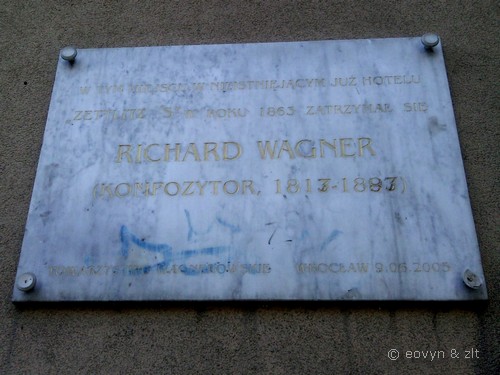 W TYM MIEJSCU, W NIEISTNIEJĄCYM JUŻ HOTELU
W ROKU 1863 ZATRZYMAŁ SIĘ
RICHARD WAGNER
(KOMPOZYTOR, 1813-1883)
WROCŁAW 9.06.2005
© eovyn & zlt